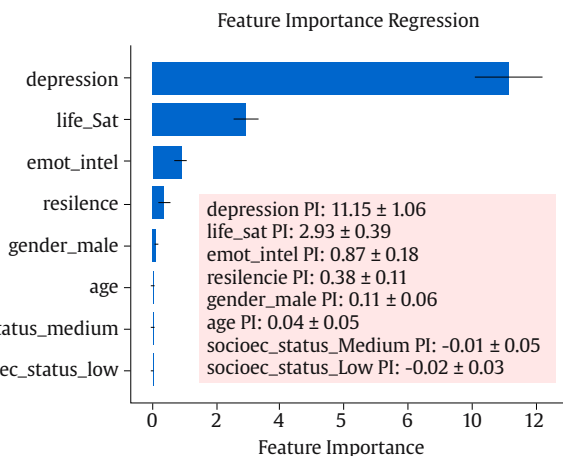 Feature Importance Regression
depression
life_Sat
emot_intel
resilence
gender_male
age
tatus_medium
ec_status_low
depression PI: 11.15 ± 1.06
life_sat PI: 2.93 ± 0.39
emot_intel PI: 0.87 ± 0.18
resilencie PI: 0.38 ± 0.11
gender_male PI: 0.11 ± 0.06
age PI: 0.04 ± 0.05
socioec_status_Medium PI: -0.01 ± 0.05
socioec_status_Low PI: -0.02 ± 0.03
0 2 4 5 6 10 12
Feature Importance